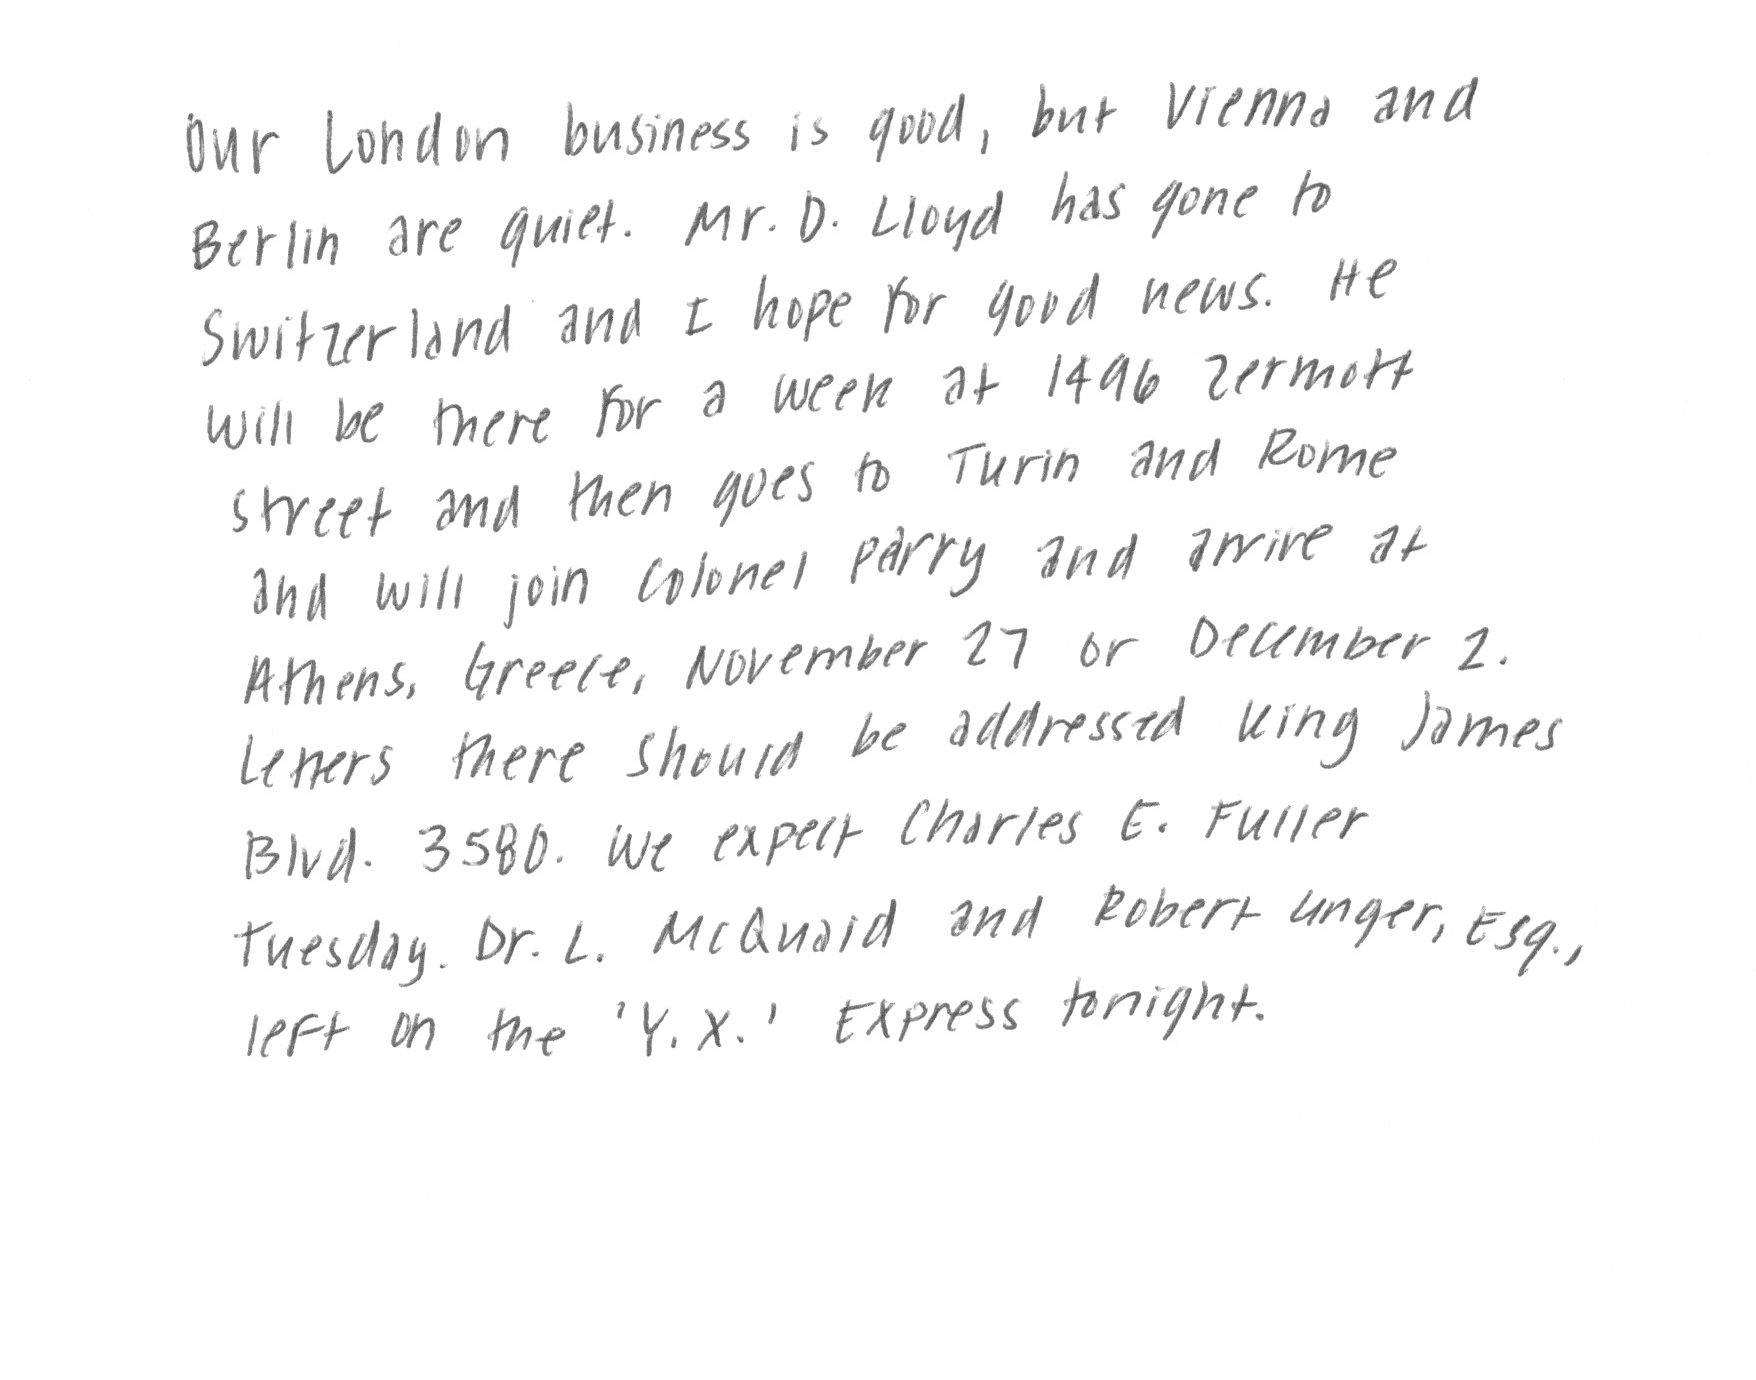 Our London business is good, but Vienna and
Berlin are quiet. Mr. D. Lloyd has gone to
Switzerland and I hope for good news. He
will be there for a week at 1496 Zermott
street and then goes to Turin and Rome
and will join Colonel Parry and arrive at
Athens, Greece, November 27 or December 2.
Letters there should be addressed King James
Blvd. 3580. We expect Charles E. Fuller
Tuesday. Dr. L. McQuaid and Robert Unger, Esq.,
left on the 'Y.X.' Express tonight.